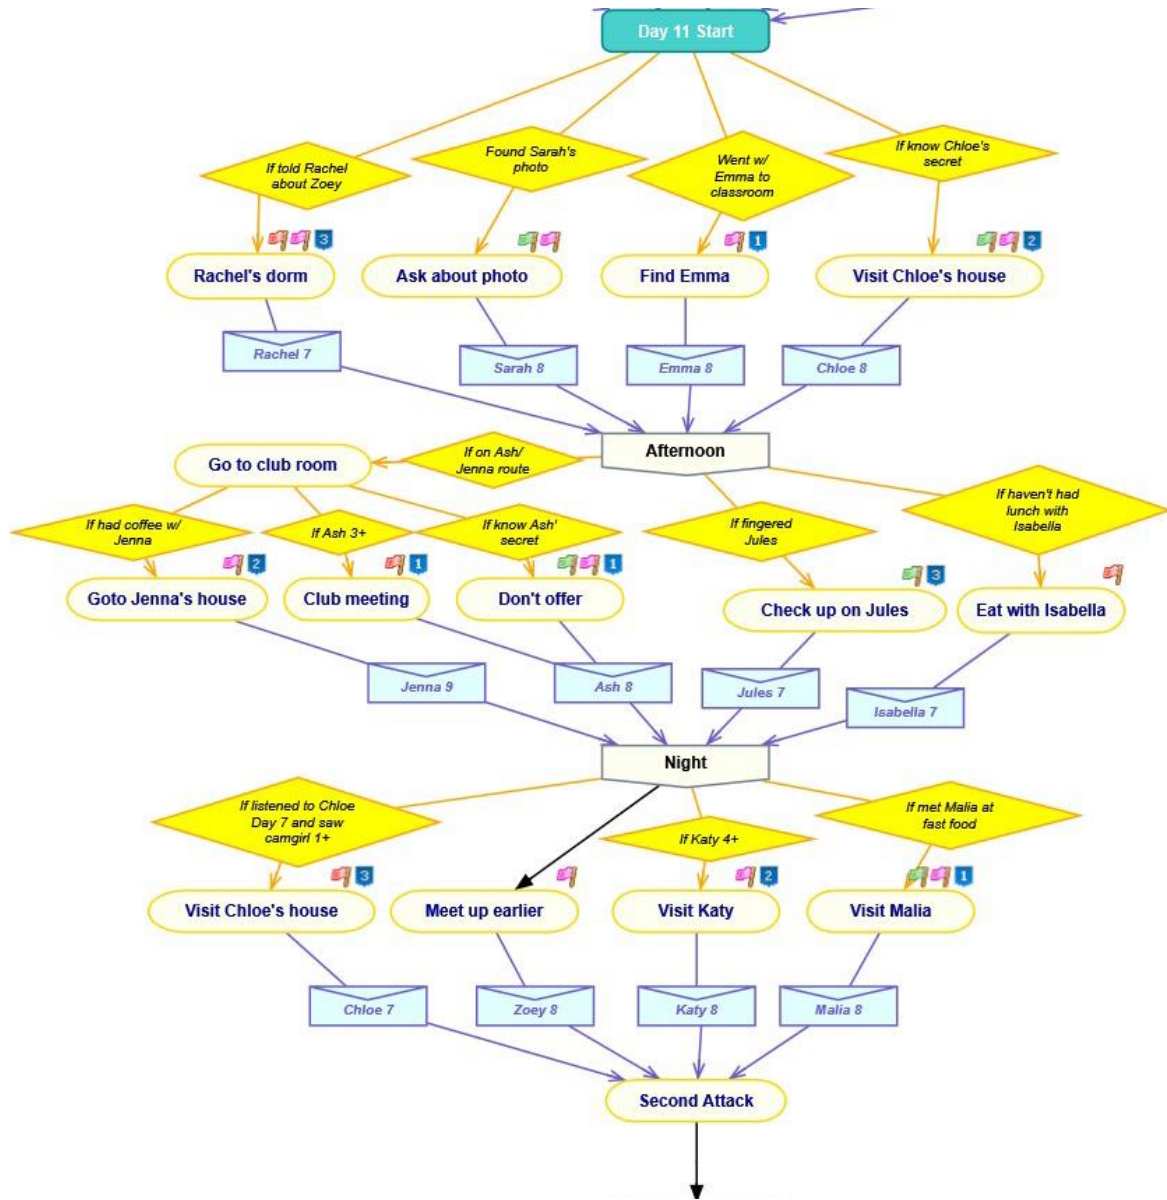 Day 11 Start
If told Rachel
about Zoey
Found Sarah's
photo
Went w/
Emma to
classroom
If know Chloe's
secret
3
1
2
Rachel's dorm
Ask about photo
Find Emma
Visit Chloe's house
Rachel 7
Sarah 8
Emma 8
Chloe 8
Afternoon
Go to club room
If on Ash/
Jenna route
If had coffee w/
Jenna
If Ash 3+
If know Ash'
secret
If fingered
Jules
If haven't had
lunch with
Isabella
2
1
1
3
Goto Jenna's house
Club meeting
Don't offer
Check up on Jules
Eat with Isabella
Jenna 9
Ash 8
Jules 7
Isabella 7
Night
If listened to Chloe
Day 7 and saw
camgirl 1+
If Katy 4+
If met Malia at
fast food
3
2
1
Visit Chloe's house
Meet up earlier
Visit Katy
Visit Malia
Chloe 7
Zoey 8
Katy 8
Malia 8
Second Attack